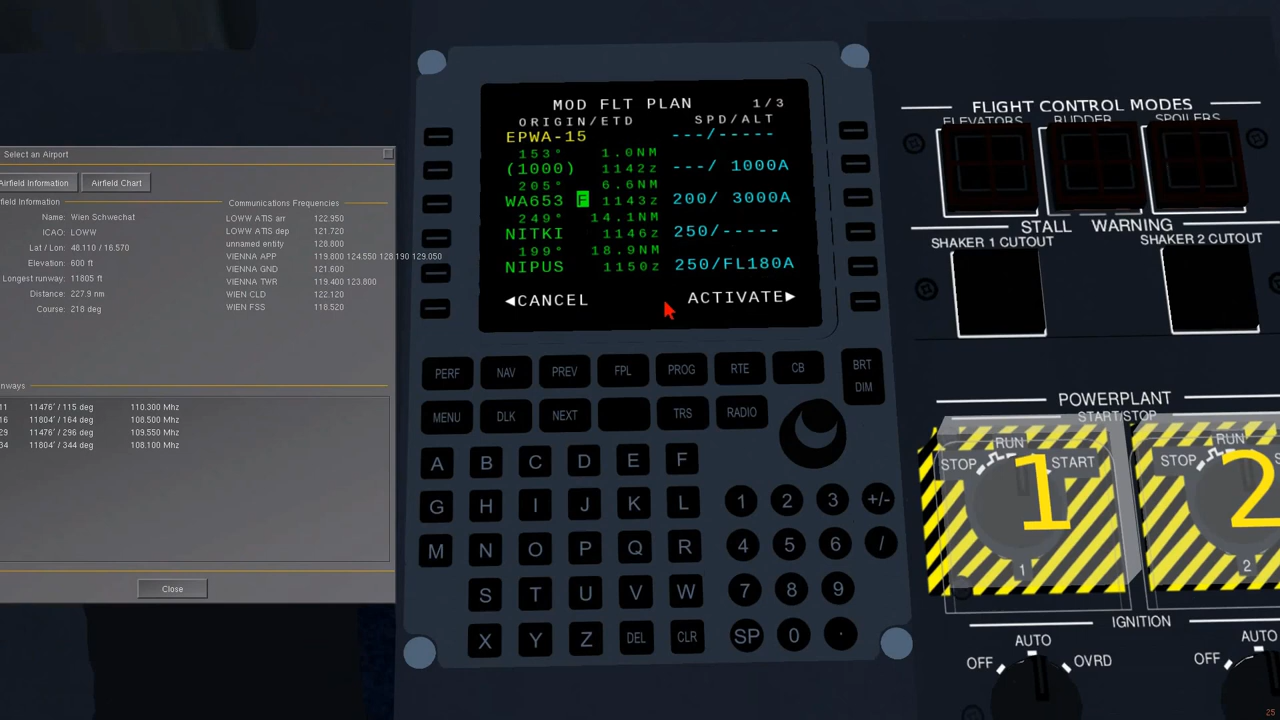 Select an Airport
Airfield Information
Airfield Chart
field Information
Name: Wien Schwechat
ICAO: LOWW
Lat / Lon: 48.110 / 16.570
Elevation: 600 ft
Longest runway: 11805 ft
Distance: 227.9 nm
Course: 218 deg
Communications Frequencies
LOWW ATIS arr 122.950
LOWW ATIS dep 121.720
unnamed entity 128.800
VIENNA APP 119.800 124.550 128.190 129.050
VIENNA GND 121.600
VIENNA TWR 119.400 123.800
WIEN CLD 122.120
WIEN FSS 118.520
nways
11 11476' / 115 deg 110.300 Mhz
16 11804' / 164 deg 108.500 Mhz
29 11476' / 296 deg 109.550 Mhz
34 11804' / 344 deg 108.100 Mhz
Close
MOD FLT PLAN 1/3
ORIGIN/ETD SPD/ALT
EPWA-15 ---/-----
153° 1.0NM
(1000) 1142z ---/ 1000A
205° 6.6NM
WA653 F 1143z 200/ 3000A
249° 14.1NM
NITKI 1146z 250/-----
199° 18.9NM
NIPUS 1150z 250/FL180A
◀CANCEL ACTIVATE▶
PERF NAV PREV FPL PROG RTE CB BRT
DIM
MENU DLK NEXT TRS RADIO
A B C D E F
G H I J K L 1 2 3 +/-
M N O P Q R 4 5 6 /
S T U V W 7 8 9
X Y Z DEL CLR SP 0 .
FLIGHT CONTROL MODES
ELEVATORS RUDDER SPOILERS
STALL WARNING
SHAKER 1 CUTOUT SHAKER 2 CUTOUT
POWERPLANT
START/STOP
RUN RUN
STOP START STOP
1 2
1 2
IGNITION
AUTO AUTO
OFF OVRD OFF
25